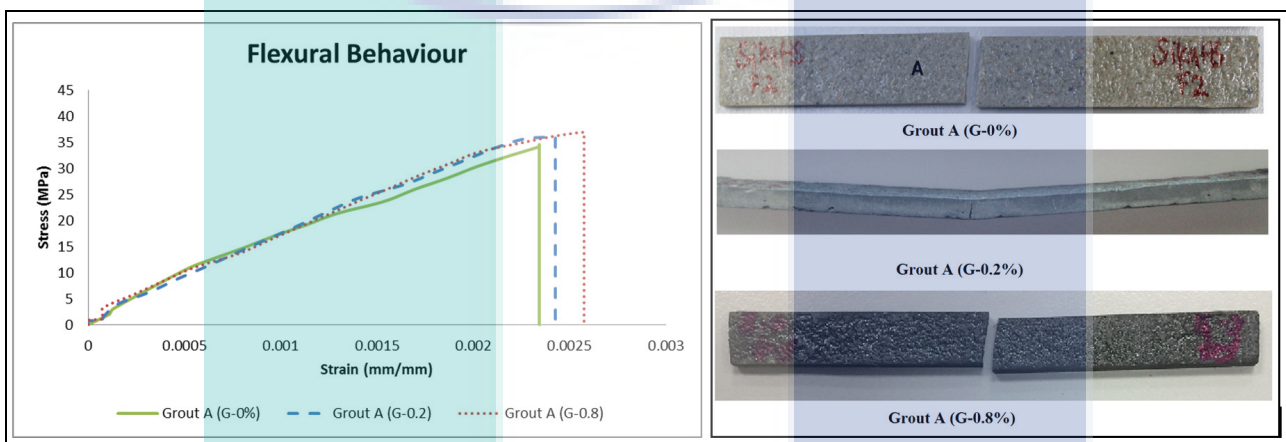 Flexural Behaviour
Stress (MPa)
45
40
35
30
25
20
15
10
5
0
0 0.0005 0.001 0.0015 0.002 0.0025 0.003
Strain (mm/mm)
Grout A (G-0%) Grout A (G-0.2) Grout A (G-0.8)
A
F2
F2
Grout A (G-0%)
Grout A (G-0.2%)
Grout A (G-0.8%)